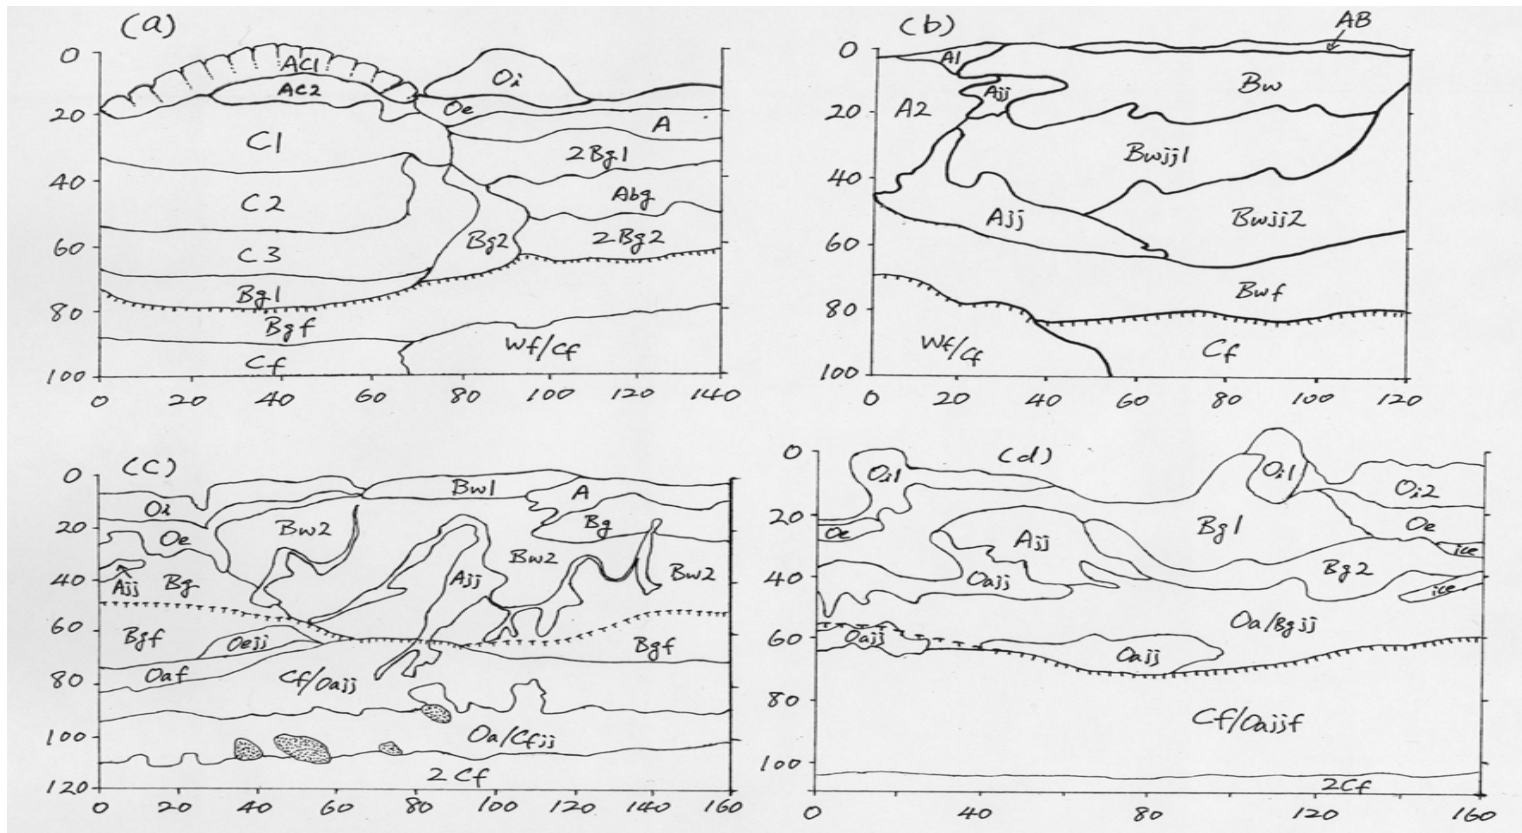 (a)
0
20
40
60
80
100
AC1
AC2
Oi
Oe
A
C1
2Bg1
C2
Abg
Bg2
2Bg2
C3
Bg1
Bgf
Cf
Wf/Cf
0 20 40 60 80 100 120 140
(b)
AB
0
20
40
60
80
100
A1
Bw
Ajj
A2
Bwjj1
Ajj
Bwjj2
Bwf
Wf/Cf
Cf
0 20 40 60 80 100 120
(c)
0
20
40
60
80
100
120
Bw1
A
Oi
Bw2
Bg
Oe
Bw2
Ajj
Bg
Ajj
Bw2
Bgf
Oejj
Bgf
Oaf
Cf/Oajj
Oa/Cfjj
2Cf
0 20 40 60 80 100 120 140 160
(d)
0
20
40
60
80
100
Oi1
Oi1
Oi2
Oe
Bg1
Oe
Ajj
ice
Oajj
Bg2
ice
Oa/Bgjj
Oajj
Oajj
Cf/Oajjf
2Cf
0 40 80 120 160